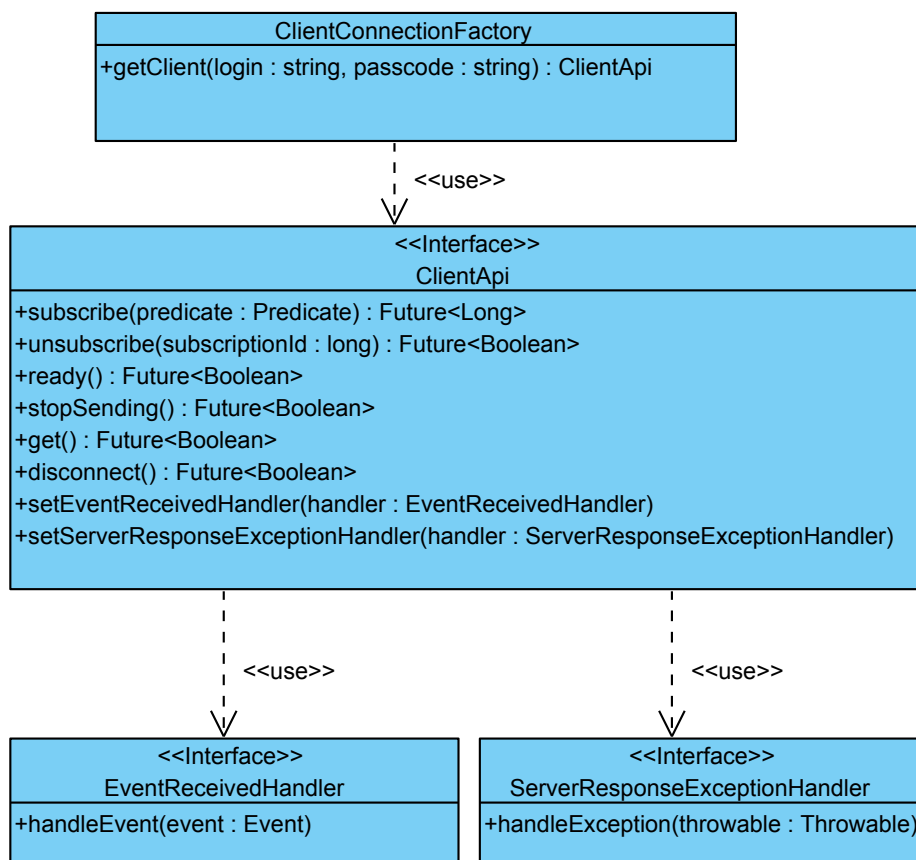 ClientConnectionFactory
+getClient(login : string, passcode : string) : ClientApi
<<use>>
<<Interface>>
ClientApi
+subscribe(predicate : Predicate) : Future<Long>
+unsubscribe(subscriptionId : long) : Future<Boolean>
+ready() : Future<Boolean>
+stopSending() : Future<Boolean>
+get() : Future<Boolean>
+disconnect() : Future<Boolean>
+setEventReceivedHandler(handler : EventReceivedHandler)
+setServerResponseExceptionHandler(handler : ServerResponseExceptionHandler)
<<use>>
<<use>>
<<Interface>>
EventReceivedHandler
+handleEvent(event : Event)
<<Interface>>
ServerResponseExceptionHandler
+handleException(throwable : Throwable)